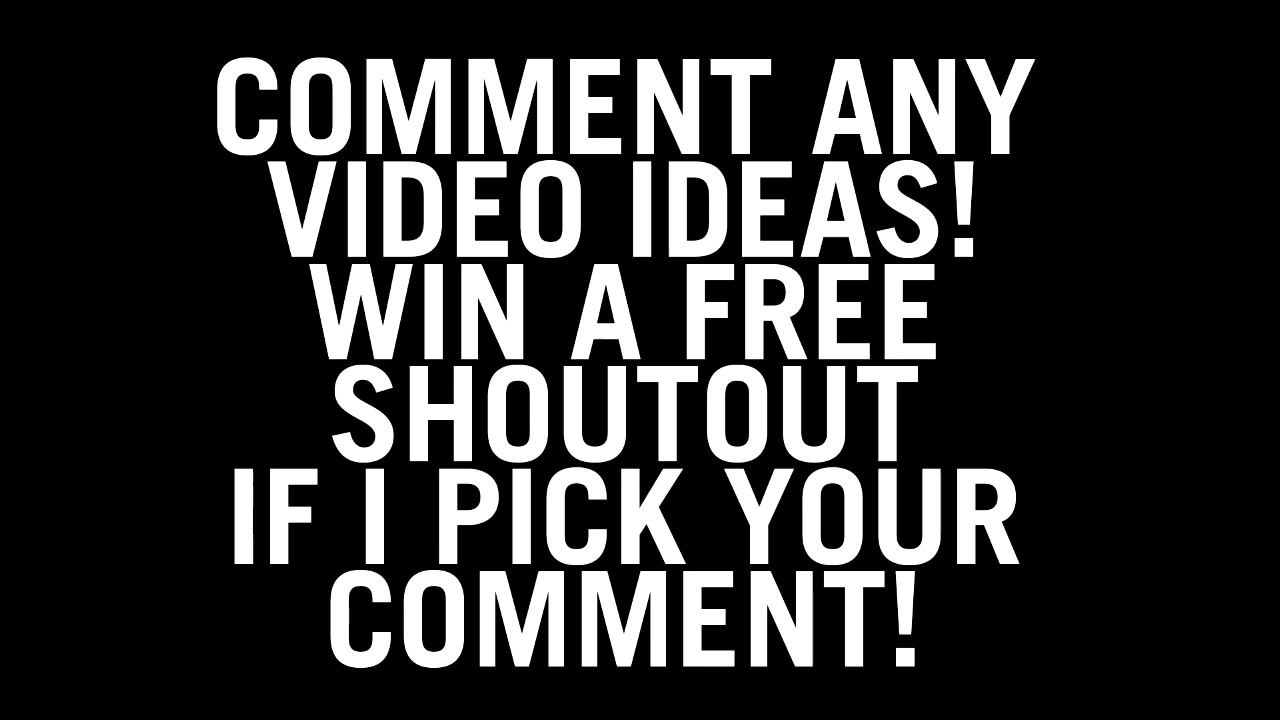 COMMENT ANY
VIDEO IDEAS!
WIN A FREE
SHOUTOUT
IF I PICK YOUR
COMMENT!